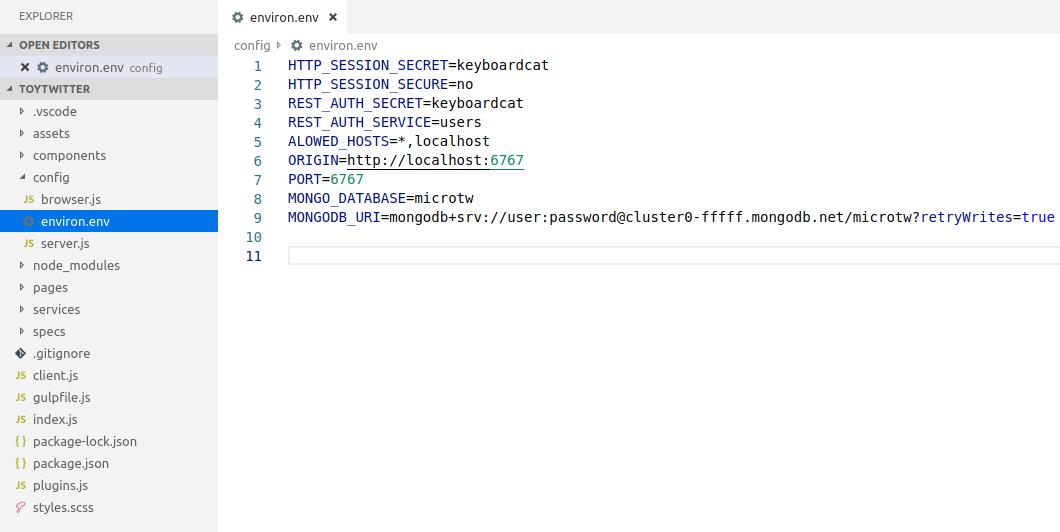 EXPLORER
OPEN EDITORS
environ.env config
TOYTWITTER
.vscode
assets
components
config
JS browser.js
environ.env
JS server.js
node_modules
pages
services
specs
.gitignore
JS client.js
JS gulpfile.js
JS index.js
{} package-lock.json
{} package.json
JS plugins.js
styles.scss
environ.env
config environ.env
1 HTTP_SESSION_SECRET=keyboardcat
2 HTTP_SESSION_SECURE=no
3 REST_AUTH_SECRET=keyboardcat
4 REST_AUTH_SERVICE=users
5 ALOWED_HOSTS=*,localhost
6 ORIGIN=http://localhost:6767
7 PORT=6767
8 MONGO_DATABASE=microtw
9 MONGODB_URI=mongodb+srv://user:password@cluster0-fffff.mongodb.net/microtw?retryWrites=true
10
11